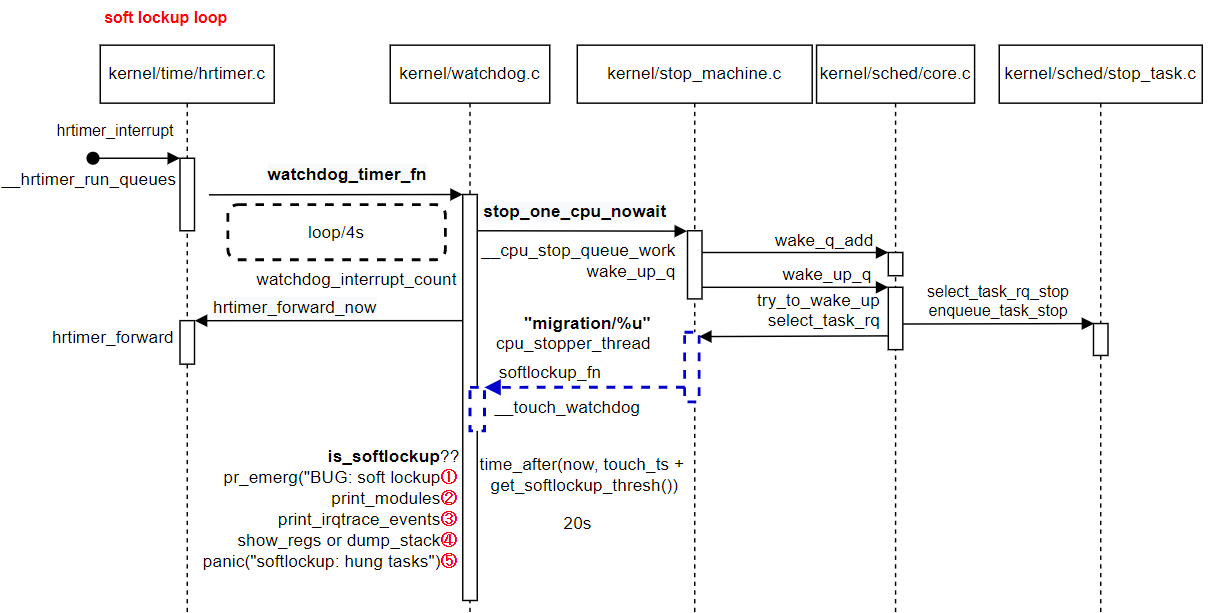 soft lockup loop
kernel/time/hrtimer.c
kernel/watchdog.c
kernel/stop_machine.c
kernel/sched/core.c
kernel/sched/stop_task.c
hrtimer_interrupt
__hrtimer_run_queues
watchdog_timer_fn
loop/4s
watchdog_interrupt_count
hrtimer_forward_now
hrtimer_forward
stop_one_cpu_nowait
__cpu_stop_queue_work
wake_up_q
wake_q_add
wake_up_q
try_to_wake_up
select_task_rq
select_task_rq_stop
enqueue_task_stop
"migration/%u"
cpu_stopper_thread
softlockup_fn
__touch_watchdog
is_softlockup??
pr_emerg("BUG: soft lockup①
print_modules②
print_irqtrace_events③
show_regs or dump_stack④
panic("softlockup: hung tasks")⑤
time_after(now, touch_ts +
get_softlockup_thresh())
20s